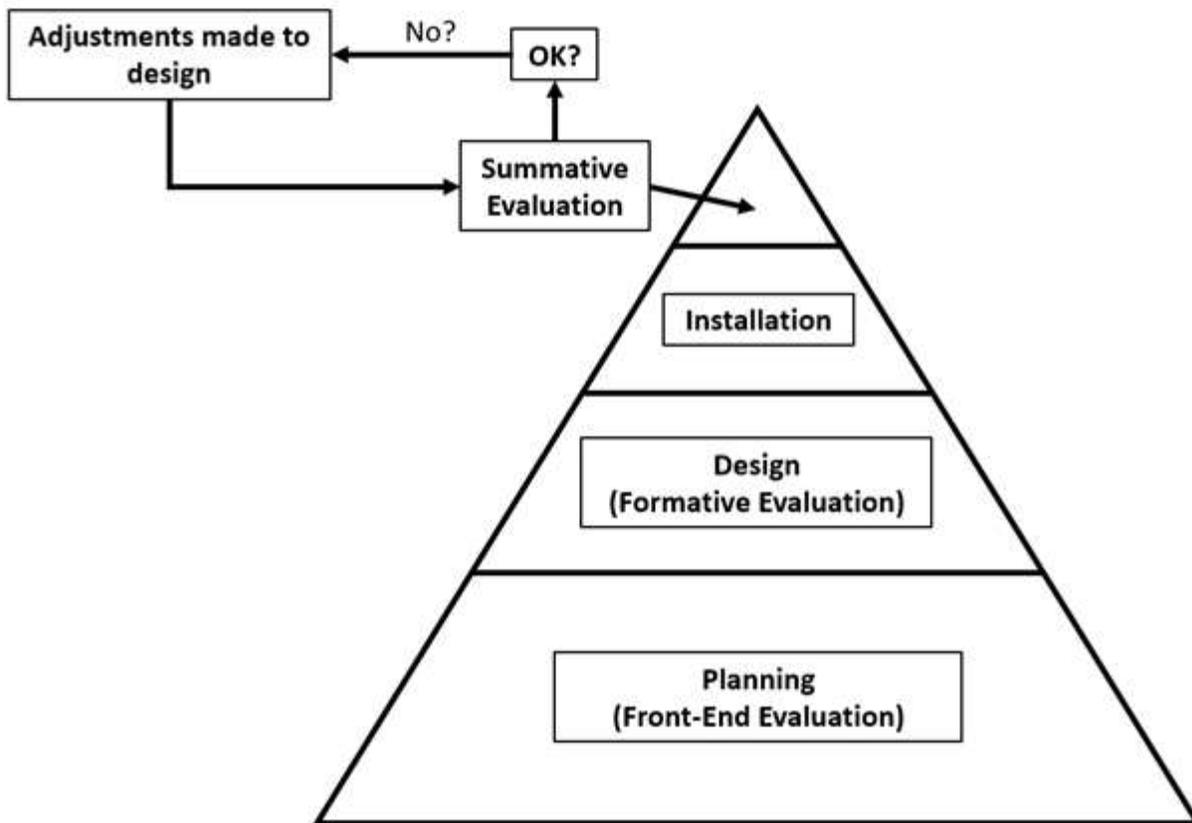 Adjustments made to
design
No?
OK?
Summative
Evaluation
Installation
Design
(Formative Evaluation)
Planning
(Front-End Evaluation)